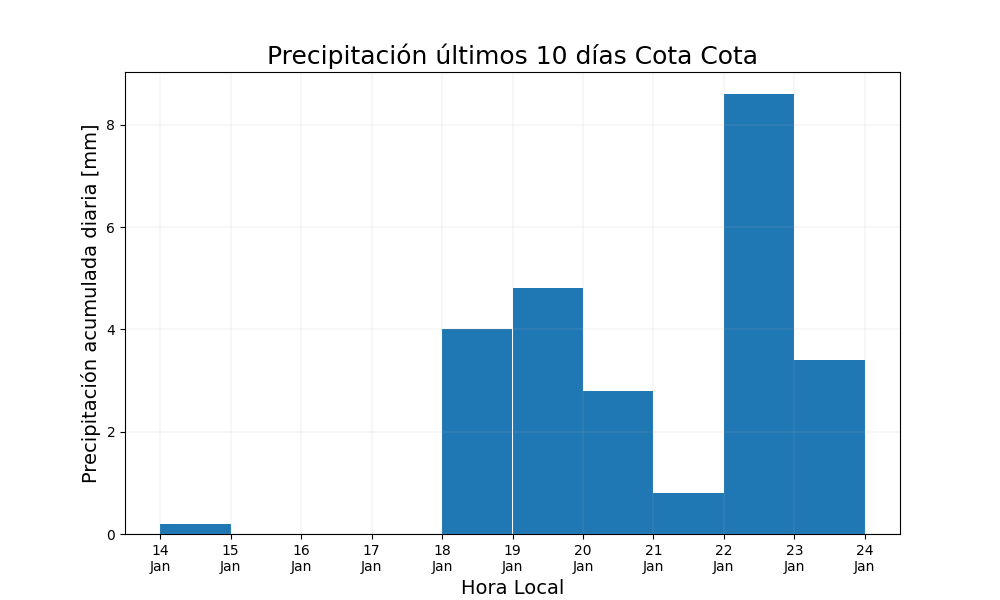 Precipitación últimos 10 días Cota Cota
Precipitación acumulada diaria [mm]
8
6
4
2
0
14 15 16 17 18 19 20 21 22 23 24
Jan Jan Jan Jan Jan Jan Jan Jan Jan Jan Jan
Hora Local